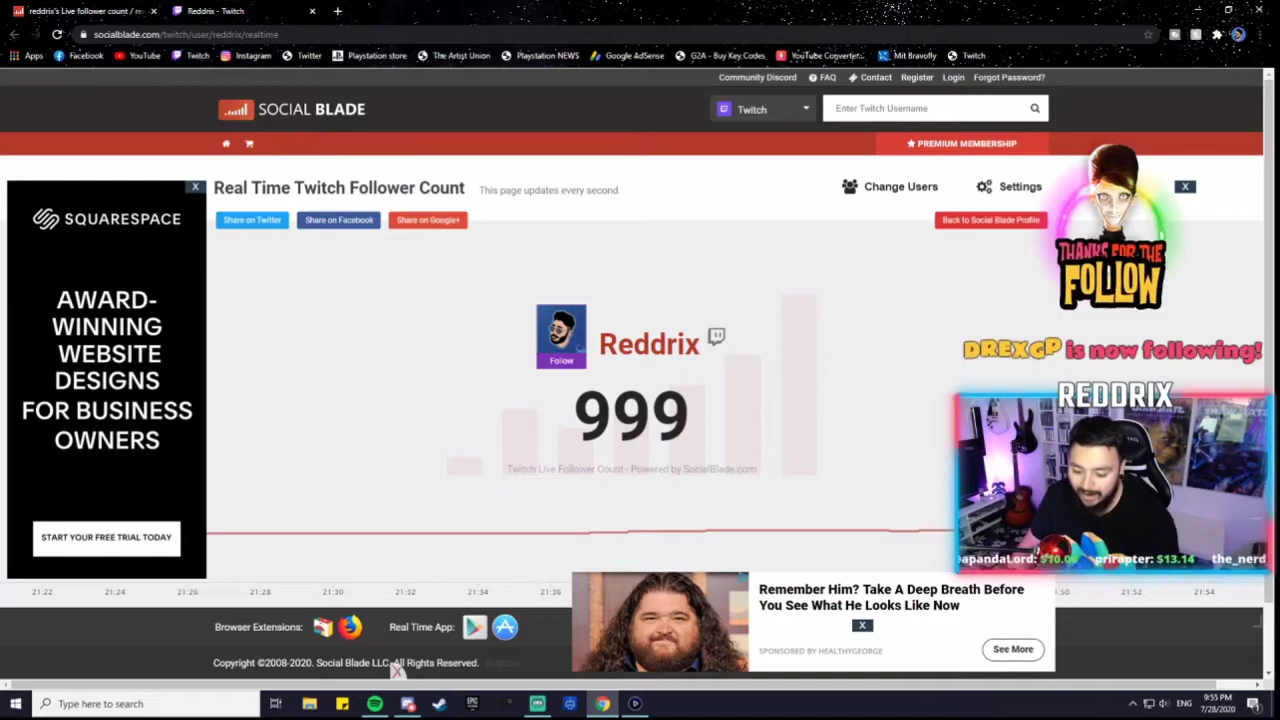 reddrix's Live follower count / re
Reddrix - Twitch
socialblade.com/twitch/user/reddrix/realtime
Apps
Facebook
YouTube
Twitch
Instagram
Twitter
Playstation store
The Artist Union
Playstation NEWS
Google AdSense
G2A - Buy Key.Codes
YouTube Converter...
Mit Bravofly
Twitch
Community Discord
FAQ
Contact
Register
Login
Forgot Password?
SOCIAL BLADE
Twitch
Enter Twitch Username
PREMIUM MEMBERSHIP
Real Time Twitch Follower Count
This page updates every second.
Change Users
Settings
X
X
Share on Twitter
Share on Facebook
Share on Google+
Back to Social Blade Profile
SQUARESPACE
AWARD-
WINNING
WEBSITE
DESIGNS
FOR BUSINESS
OWNERS
START YOUR FREE TRIAL TODAY
Follow
Reddrix
999
Twitch Live Follower Count - Powered by SocialBlade.com
THANKS FOR THE
FOLLOW
DREXGP is now following!
REDDRIX
apandaLord: $10.00
prirapter: $13.14
the_nerd
21:22
21:24
21:26
21:28
21:30
21:32
21:34
21:36
21:52
21:54
Remember Him? Take A Deep Breath Before
You See What He Looks Like Now
X
SPONSORED BY HEALTHYGEORGE
See More
Browser Extensions:
Real Time App:
Copyright ©2008-2020. Social Blade LLC. All Rights Reserved.
Type here to search
ENG
9:55 PM
7/28/2020